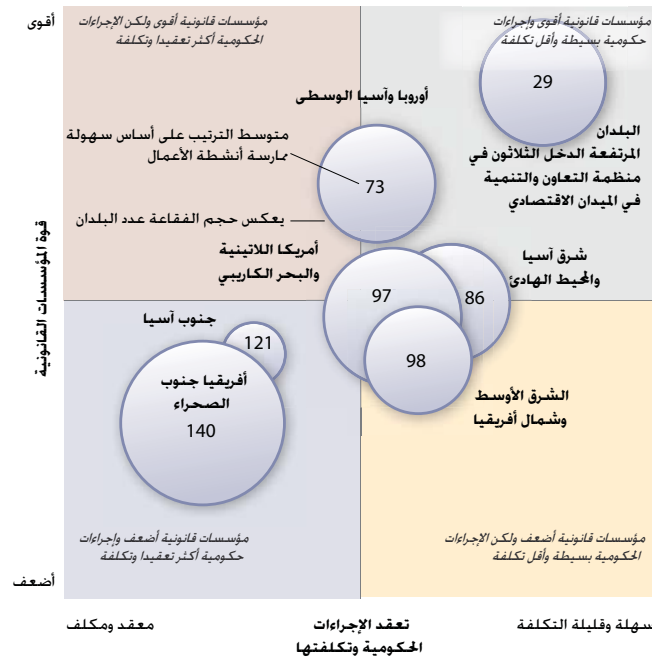 أقوى
مؤسسات قانونية أقوى ولكن الإجراءات
الحكومية أكثر تعقيدا وتكلفة
مؤسسات قانونية أقوى وإجراءات
حكومية بسيطة وأقل تكلفة
29
البلدان
المرتفعة الدخل الثلاثون في
منظمة التعاون والتنمية
في الميدان الاقتصادي
أوروبا وآسيا الوسطى
متوسط الترتيب على أساس سهولة
ممارسة أنشطة الأعمال
73
يعكس حجم الفقاعة عدد البلدان
أمريكا اللاتينية
والبحر الكاريبي
97
شرق آسيا
والمحيط الهادئ
86
98
الشرق الأوسط
وشمال أفريقيا
جنوب آسيا
121
أفريقيا جنوب
الصحراء
140
قوة المؤسسات القانونية
مؤسسات قانونية أضعف وإجراءات
حكومية أكثر تعقيدا وتكلفة
مؤسسات قانونية أضعف ولكن الإجراءات
الحكومية بسيطة وأقل تكلفة
أضعف
معقد ومكلف
تعقد الإجراءات
الحكومية وتكلفتها
سهلة وقليلة التكلفة